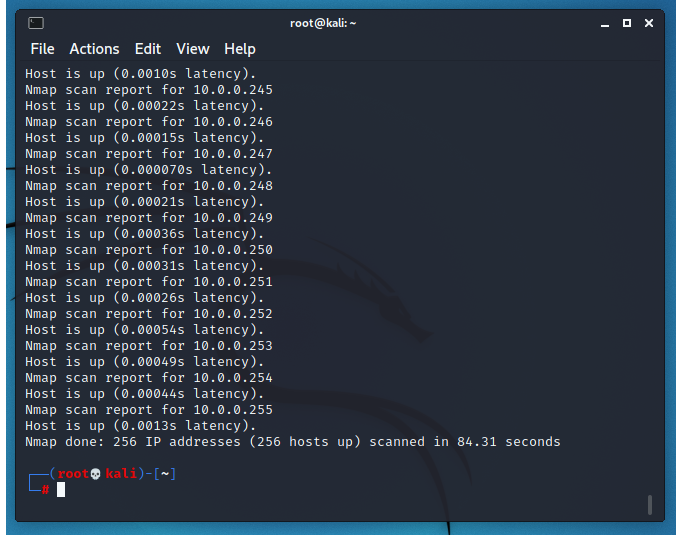 root@kali: ~
File Actions Edit View Help
Host is up (0.0010s latency).
Nmap scan report for 10.0.0.245
Host is up (0.00022s latency).
Nmap scan report for 10.0.0.246
Host is up (0.00015s latency).
Nmap scan report for 10.0.0.247
Host is up (0.000070s latency).
Nmap scan report for 10.0.0.248
Host is up (0.00021s latency).
Nmap scan report for 10.0.0.249
Host is up (0.00036s latency).
Nmap scan report for 10.0.0.250
Host is up (0.00031s latency).
Nmap scan report for 10.0.0.251
Host is up (0.00026s latency).
Nmap scan report for 10.0.0.252
Host is up (0.00054s latency).
Nmap scan report for 10.0.0.253
Host is up (0.00049s latency).
Nmap scan report for 10.0.0.254
Host is up (0.00044s latency).
Nmap scan report for 10.0.0.255
Host is up (0.0013s latency).
Nmap done: 256 IP addresses (256 hosts up) scanned in 84.31 seconds
┌──(root💀kali)-[~]
└─#